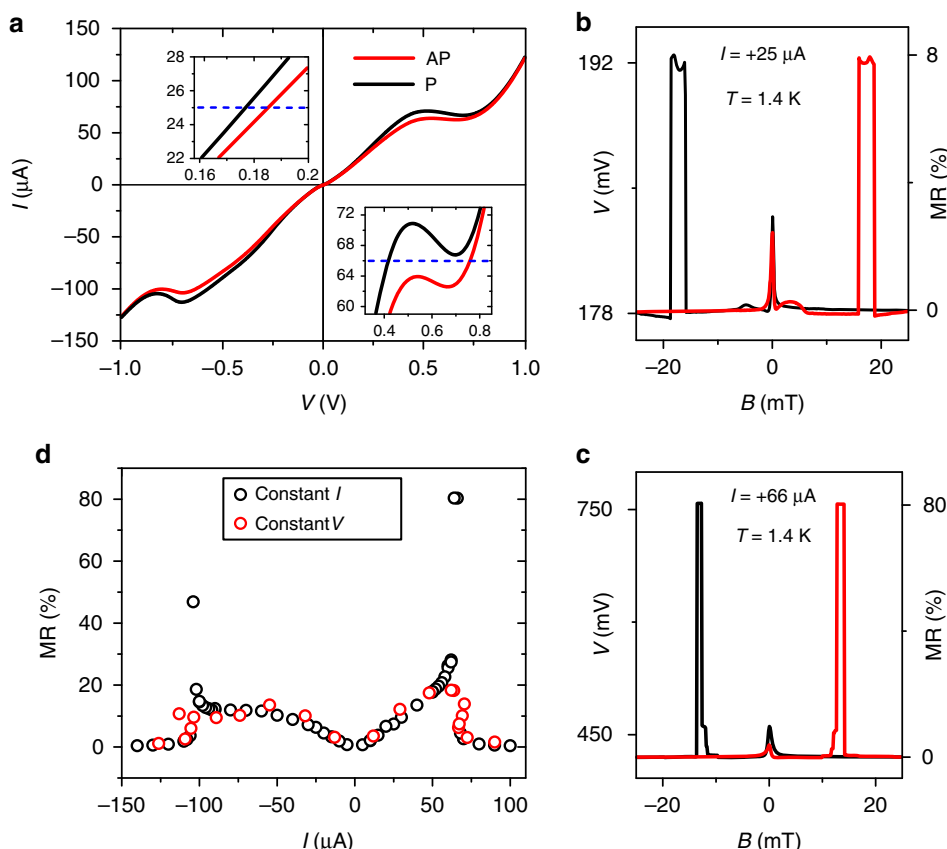 a
I (μA)
150
100
50
0
−50
−100
−150
−1.0
−0.5
0.0
0.5
1.0
V (V)
AP
P
28
26
24
22
0.16
0.18
0.2
72
68
64
60
0.4
0.6
0.8
b
I = +25 μA
T = 1.4 K
V (mV)
192
178
MR (%)
8
4
0
−20
0
20
B (mT)
d
MR (%)
80
60
40
20
0
−150
−100
−50
0
50
100
I (μA)
Constant I
Constant V
c
I = +66 μA
T = 1.4 K
V (mV)
750
600
450
MR (%)
80
40
0
−20
0
20
B (mT)